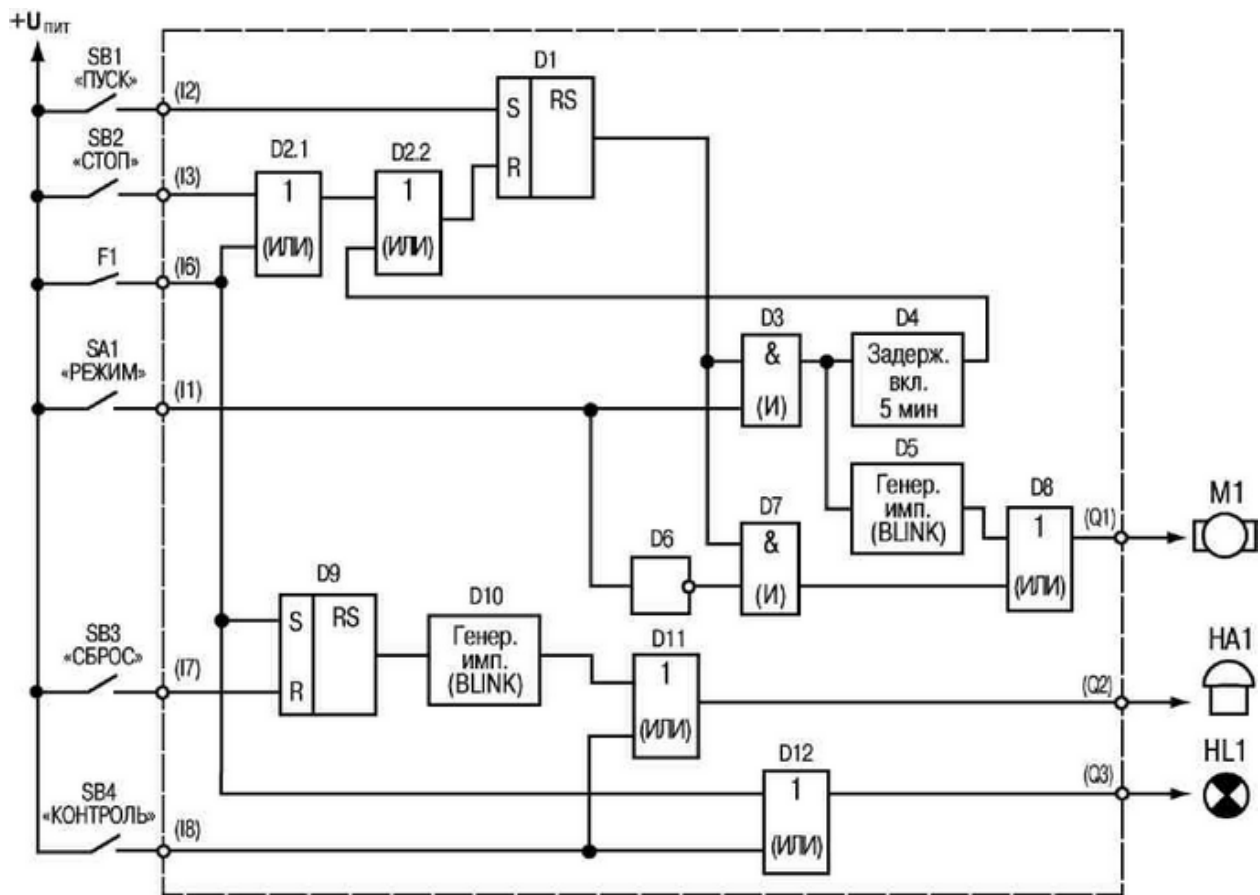 +Uпит
SB1
«ПУСК»
(I2)
D1
S
RS
R
SB2
«СТОП»
(I3)
D2.1
1
(ИЛИ)
D2.2
1
(ИЛИ)
F1
(I6)
SA1
«РЕЖИМ»
(I1)
D3
&
(И)
D4
Задерж.
вкл.
5 мин
D5
Генер.
имп.
(BLINK)
D6
D7
&
(И)
D8
1
(ИЛИ)
(Q1)
M1
SB3
«СБРОС»
(I7)
D9
S
RS
R
D10
Генер.
имп.
(BLINK)
D11
1
(ИЛИ)
(Q2)
HA1
SB4
«КОНТРОЛЬ»
(I8)
D12
1
(ИЛИ)
(Q3)
HL1